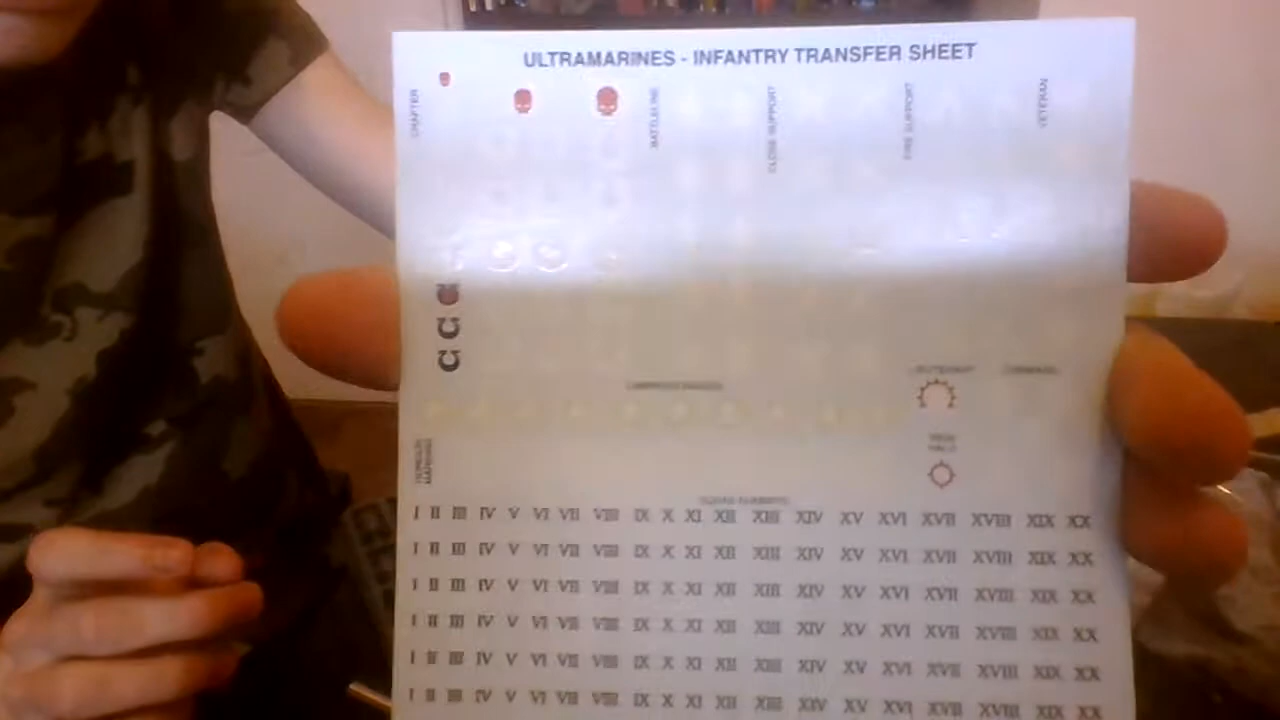 ULTRAMARINES - INFANTRY TRANSFER SHEET
CHAPTER
BATTLELINE
CLOSE SUPPORT
FIRE SUPPORT
VETERAN
C
C
C
LIEUTENANT
HONOUR MARKINGS
I II III IV V VI VII VIII IX X XI XII XIII XIV XV XVI XVII XVIII XIX XX
I II III IV V VI VII VIII IX X XI XII XIII XIV XV XVI XVII XVIII XIX XX
I II III IV V VI VII VIII IX X XI XII XIII XIV XV XVI XVII XVIII XIX XX
I II III IV V VI VII VIII IX X XI XII XIII XIV XV XVI XVII XVIII XIX XX
I II III IV V VI VII VIII IX X XI XII XIII XIV XV XVI XVII XVIII XIX XX
I II III IV V VI VII VIII IX X XI XII XIII XIV XV XVI XVII XVIII XIX XX